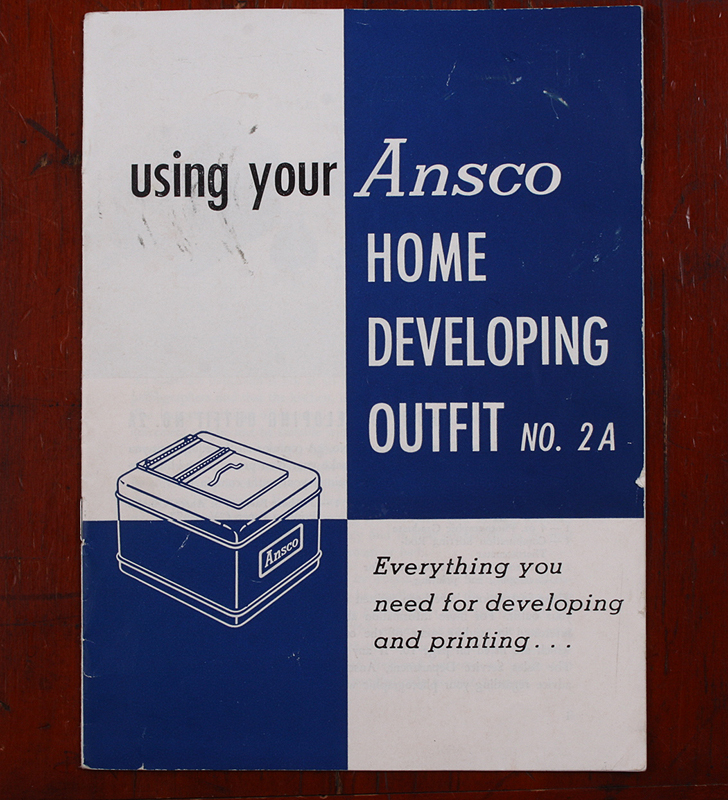 using your Ansco
HOME
DEVELOPING
OUTFIT NO. 2A
Ansco
Everything you
need for developing
and printing...